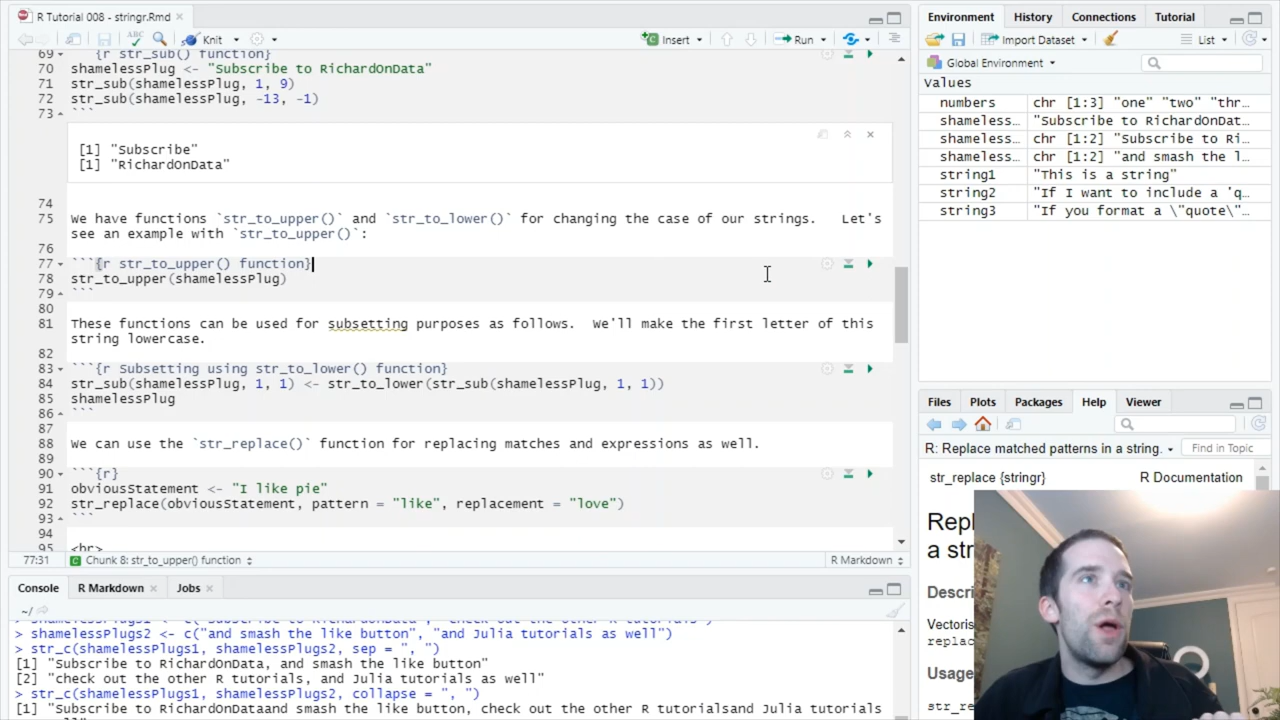 R Tutorial 008 - stringr.Rmd
Insert
Run
Knit
69 {r str_sub() function}
70 shamelessPlug <- "Subscribe to RichardOnData"
71 str_sub(shamelessPlug, 1, 9)
72 str_sub(shamelessPlug, -13, -1)
73 ```
[1] "Subscribe"
[1] "RichardOnData"
74
75 We have functions `str_to_upper()` and `str_to_lower()` for changing the case of our strings. Let's
see an example with `str_to_upper()`:
76
77 ```{r str_to_upper() function}
78 str_to_upper(shamelessPlug)
79 ```
80
81 These functions can be used for subsetting purposes as follows. We'll make the first letter of this
string lowercase.
82
83 ```{r Subsetting using str_to_lower() function}
84 str_sub(shamelessPlug, 1, 1) <- str_to_lower(str_sub(shamelessPlug, 1, 1))
85 shamelessPlug
86 ```
87
88 We can use the `str_replace()` function for replacing matches and expressions as well.
89
90 ```{r}
91 obviousStatement <- "I like pie"
92 str_replace(obviousStatement, pattern = "like", replacement = "love")
93 ```
94
95 <hr>
77:31 Chunk 8: str_to_upper() function R Markdown
Console R Markdown Jobs
~/
> shamelessPlugs2 <- c("and smash the like button", "and Julia tutorials as well")
> str_c(shamelessPlugs1, shamelessPlugs2, sep = ", ")
[1] "Subscribe to RichardOnData, and smash the like button"
[2] "check out the other R tutorials, and Julia tutorials as well"
> str_c(shamelessPlugs1, shamelessPlugs2, collapse = ", ")
[1] "Subscribe to RichardOnDataand smash the like button, check out the other R tutorialsand Julia tutorials
Environment History Connections Tutorial
Import Dataset List
Global Environment
Values
numbers chr [1:3] "one" "two" "thr…
shameless… "Subscribe to RichardOnDat…
shameless… chr [1:2] "Subscribe to Ri…
shameless… chr [1:2] "and smash the l…
string1 "This is a string"
string2 "If I want to include a 'q…
string3 "If you format a \"quote\"…
Files Plots Packages Help Viewer
R: Replace matched patterns in a string. Find in Topic
str_replace {stringr} R Documentation
Repl
a str
Descri
Vectoris
replac
Usage
str_re